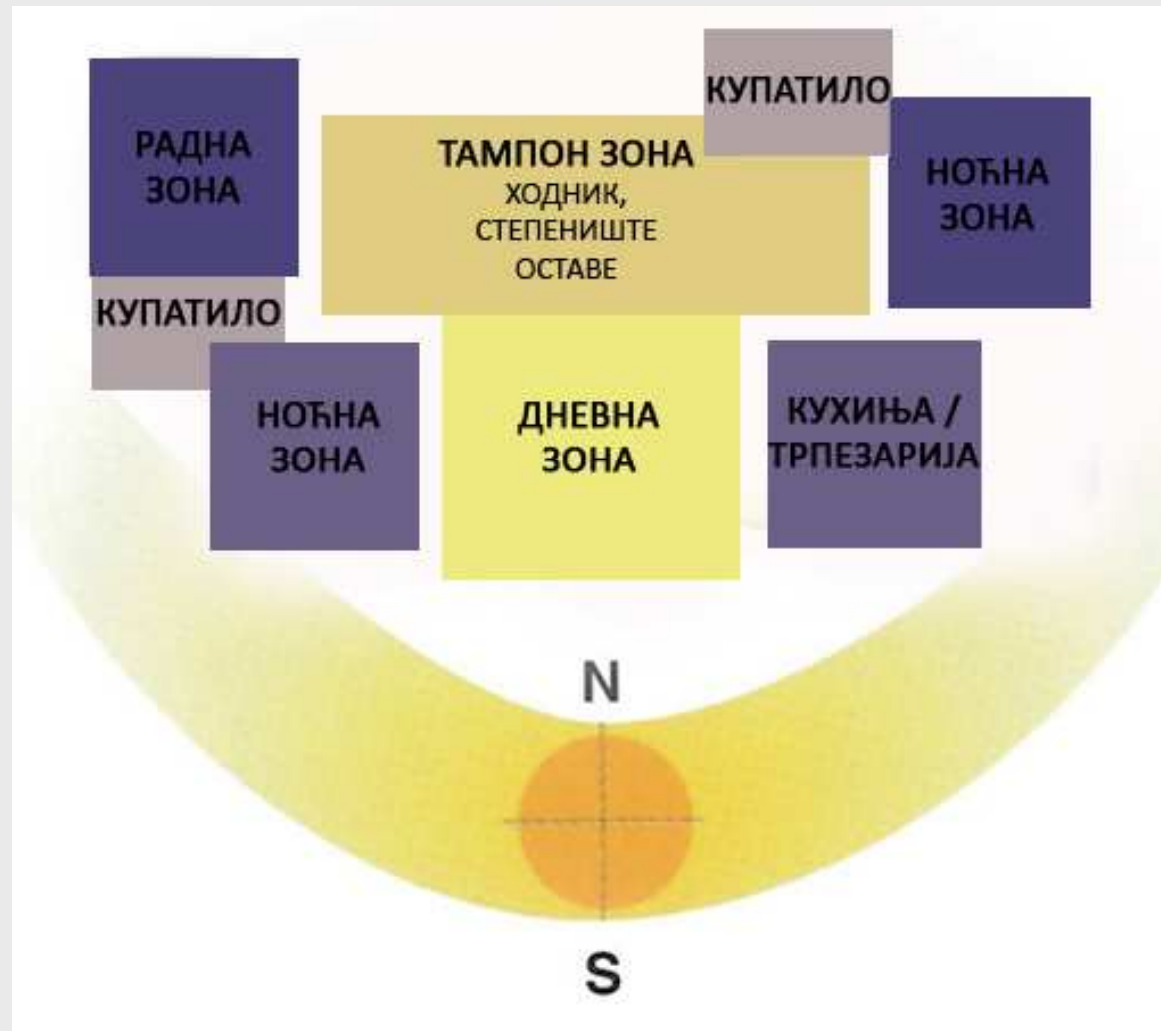 РАДНА
ЗОНА
КУПАТИЛО
ТАМПОН ЗОНА
ХОДНИК,
СТЕПЕНИШТЕ
ОСТАВЕ
КУПАТИЛО
НОЋНА
ЗОНА
НОЋНА
ЗОНА
ДНЕВНА
ЗОНА
КУХИЊА /
ТРПЕЗАРИЈА
N
S